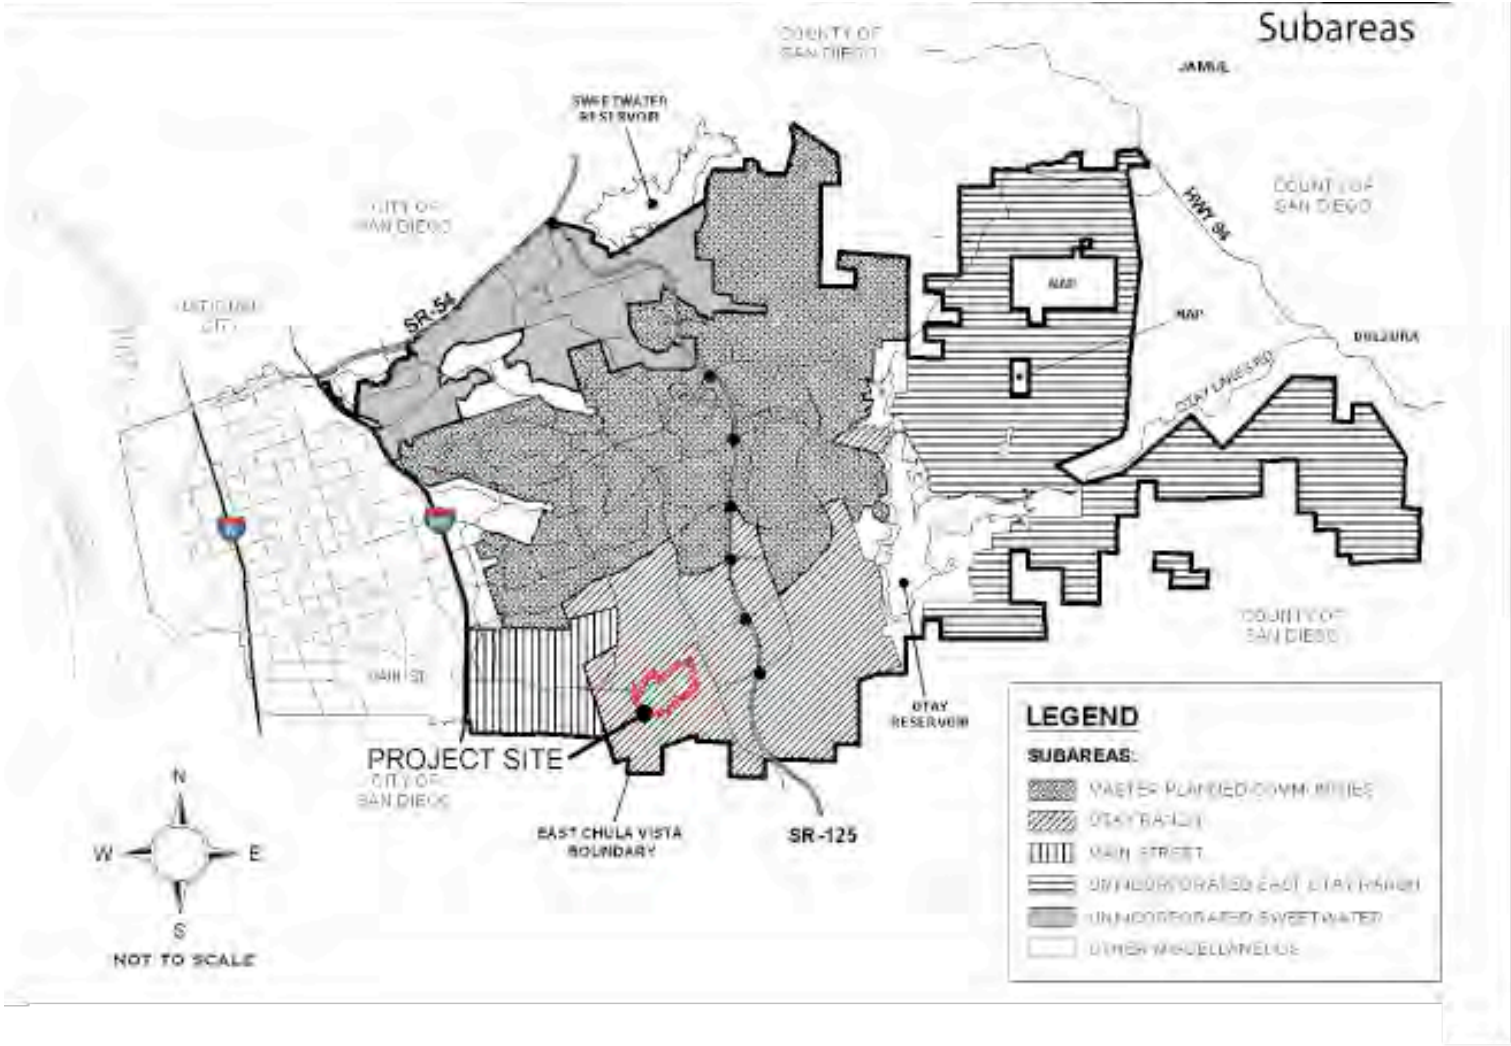 Subareas
COUNTY OF
SAN DIEGO
JAMUL
SWEETWATER
RESERVOIR
CITY OF
SAN DIEGO
COUNTY OF
SAN DIEGO
HWY 94
NATIONAL
CITY
SR-54
NAP
NAP
DULZURA
OTAY LAKES RD
MAIN ST
COUNTY OF
SAN DIEGO
OTAY
RESERVOIR
PROJECT SITE
CITY OF
SAN DIEGO
EAST CHULA VISTA
BOUNDARY
SR-125
N
W E
S
NOT TO SCALE
LEGEND
SUBAREAS:
MASTER PLANNED COMMUNITIES
OTAY RANCH
MAIN STREET
UNINCORPORATED EAST OTAY RANCH
UNINCORPORATED SWEETWATER
OTHER MISCELLANEOUS